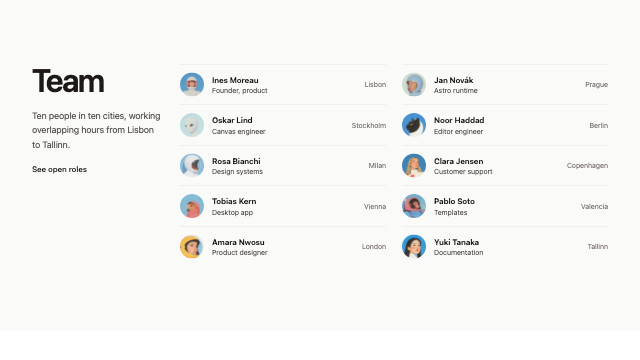 Team
Ten people in ten cities, working
overlapping hours from Lisbon
to Tallinn.
See open roles
Ines Moreau
Founder, product
Lisbon
Oskar Lind
Canvas engineer
Stockholm
Rosa Bianchi
Design systems
Milan
Tobias Kern
Desktop app
Vienna
Amara Nwosu
Product designer
London
Jan Novák
Astro runtime
Prague
Noor Haddad
Editor engineer
Berlin
Clara Jensen
Customer support
Copenhagen
Pablo Soto
Templates
Valencia
Yuki Tanaka
Documentation
Tallinn